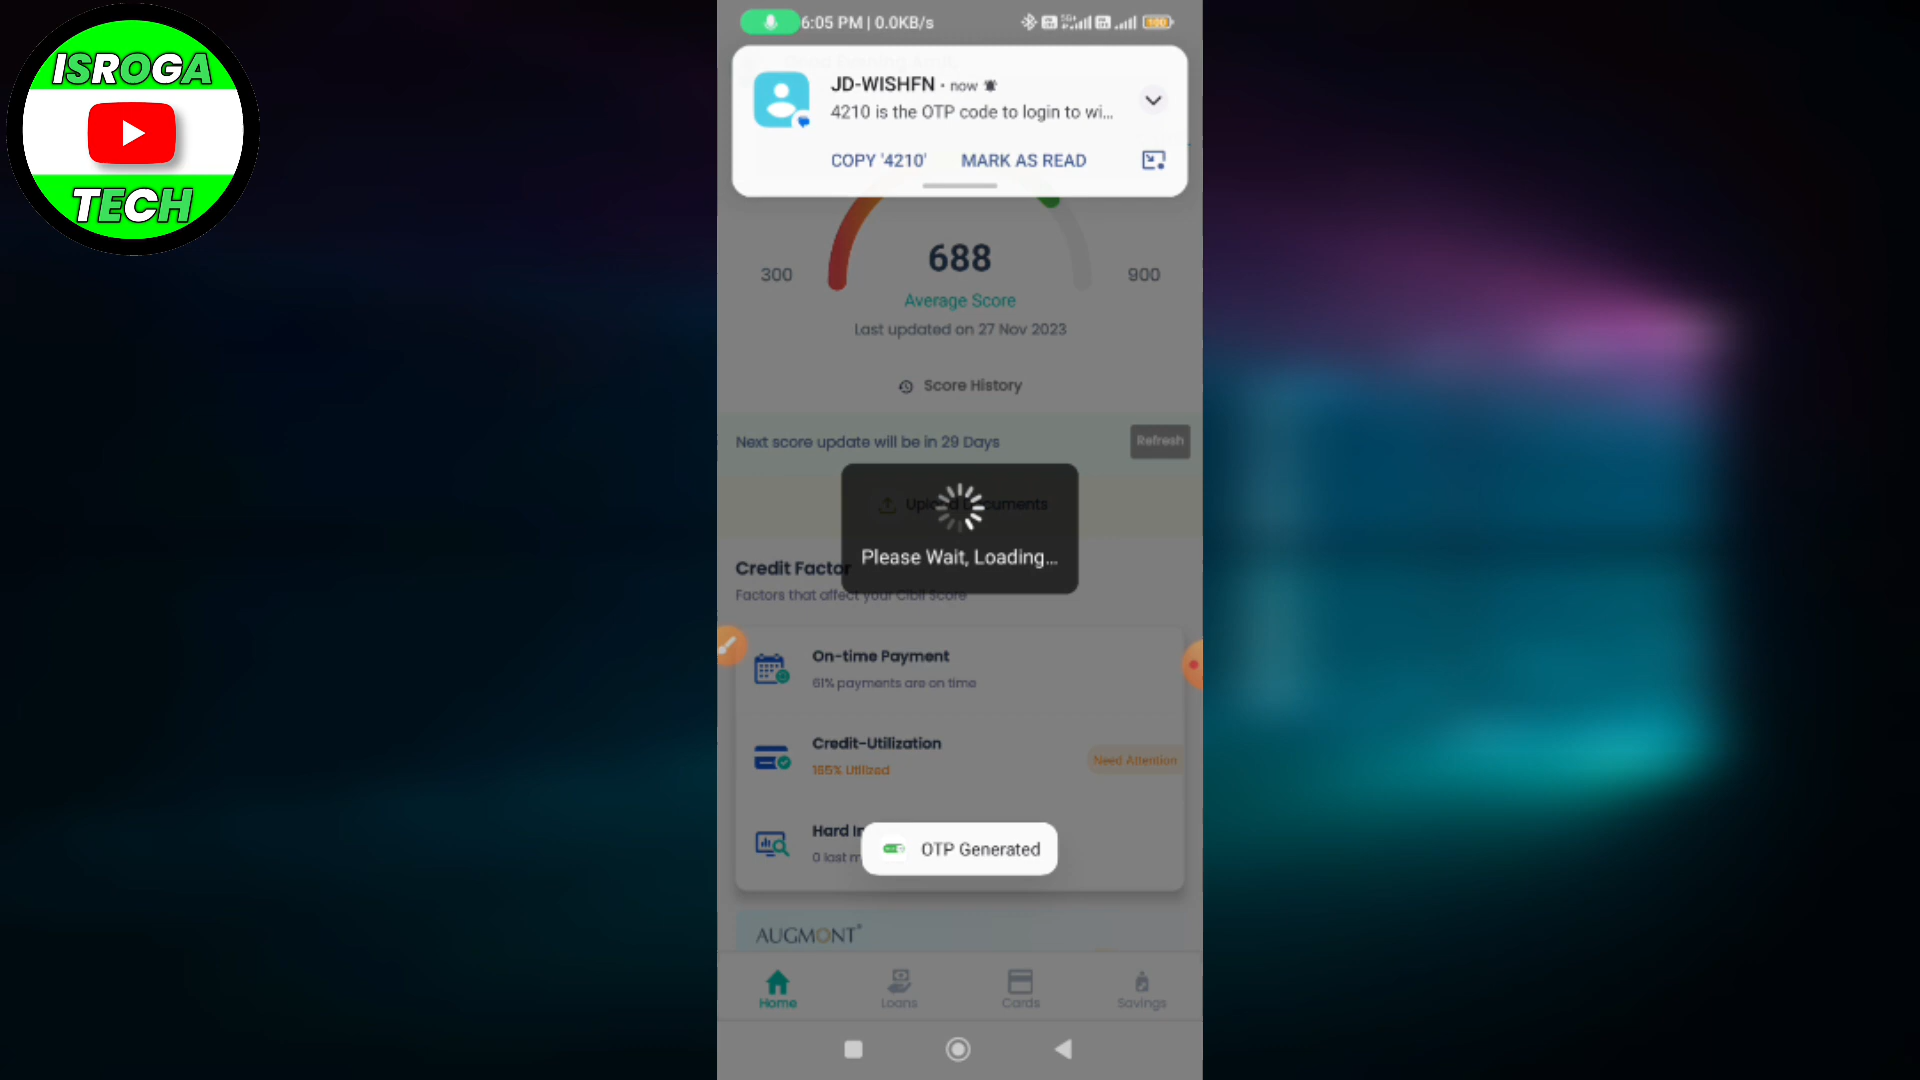 ISROGA
TECH
6:05 PM | 0.0KB/s
JD-WISHFN • now
4210 is the OTP code to login to wi...
COPY '4210'
MARK AS READ
688
300
900
Average Score
Last updated on 27 Nov 2023
Score History
Next score update will be in 29 Days
Refresh
Please Wait, Loading...
Credit Factor
Factors that affect your Cibil Score
On-time Payment
61% payments are on time
Credit-Utilization
165% Utilized
Need Attention
Hard
0 last
OTP Generated
AUGMONT
Home
Loans
Cards
Savings